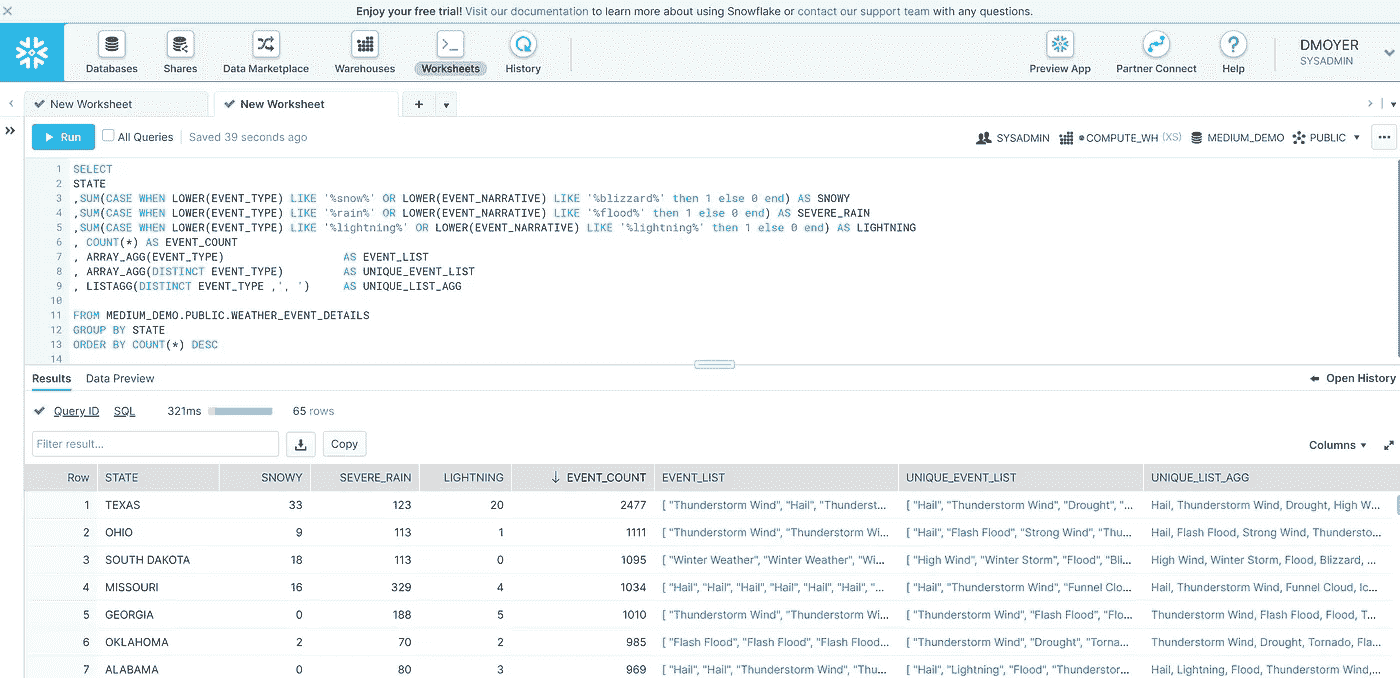 Enjoy your free trial! Visit our documentation to learn more about using Snowflake or contact our support team with any questions.
Databases Shares Data Marketplace Warehouses Worksheets History Preview App Partner Connect Help DMOYER SYSADMIN
New Worksheet New Worksheet + 
Run All Queries Saved 39 seconds ago SYSADMIN COMPUTE_WH (XS) MEDIUM_DEMO PUBLIC
1 SELECT
2 STATE
3 ,SUM(CASE WHEN LOWER(EVENT_TYPE) LIKE '%snow%' OR LOWER(EVENT_NARRATIVE) LIKE '%blizzard%' then 1 else 0 end) AS SNOWY
4 ,SUM(CASE WHEN LOWER(EVENT_TYPE) LIKE '%rain%' OR LOWER(EVENT_NARRATIVE) LIKE '%flood%' then 1 else 0 end) AS SEVERE_RAIN
5 ,SUM(CASE WHEN LOWER(EVENT_TYPE) LIKE '%lightning%' OR LOWER(EVENT_NARRATIVE) LIKE '%lightning%' then 1 else 0 end) AS LIGHTNING
6 , COUNT(*) AS EVENT_COUNT
7 , ARRAY_AGG(EVENT_TYPE) AS EVENT_LIST
8 , ARRAY_AGG(DISTINCT EVENT_TYPE) AS UNIQUE_EVENT_LIST
9 , LISTAGG(DISTINCT EVENT_TYPE ,', ') AS UNIQUE_LIST_AGG
10
11 FROM MEDIUM_DEMO.PUBLIC.WEATHER_EVENT_DETAILS
12 GROUP BY STATE
13 ORDER BY COUNT(*) DESC
14
Results Data Preview Open History
Query ID SQL 321ms 65 rows
Filter result... Copy Columns
Row STATE SNOWY SEVERE_RAIN LIGHTNING EVENT_COUNT EVENT_LIST UNIQUE_EVENT_LIST UNIQUE_LIST_AGG
1 TEXAS 33 123 20 2477 [ "Thunderstorm Wind", "Hail", "Thunderst... [ "Hail", "Thunderstorm Wind", "Drought", "... Hail, Thunderstorm Wind, Drought, High W...
2 OHIO 9 113 1 1111 [ "Thunderstorm Wind", "Thunderstorm Wi... [ "Hail", "Flash Flood", "Strong Wind", "Thu... Hail, Flash Flood, Strong Wind, Thundersto...
3 SOUTH DAKOTA 18 113 0 1095 [ "Winter Weather", "Winter Weather", "Wi... [ "High Wind", "Winter Storm", "Flood", "Bli... High Wind, Winter Storm, Flood, Blizzard, ...
4 MISSOURI 16 329 4 1034 [ "Hail", "Hail", "Hail", "Hail", "Hail", "Hail", "... [ "Hail", "Thunderstorm Wind", "Funnel Clo... Hail, Thunderstorm Wind, Funnel Cloud, Ic...
5 GEORGIA 0 188 5 1010 [ "Thunderstorm Wind", "Thunderstorm Wi... [ "Thunderstorm Wind", "Flash Flood", "Flo... Thunderstorm Wind, Flash Flood, Flood, T...
6 OKLAHOMA 2 70 2 985 [ "Flash Flood", "Flash Flood", "Flash Flood... [ "Thunderstorm Wind", "Drought", "Torna... Thunderstorm Wind, Drought, Tornado, Fla...
7 ALABAMA 0 80 3 969 [ "Hail", "Hail", "Thunderstorm Wind", "Thu... [ "Hail", "Lightning", "Flood", "Thunderstor... Hail, Lightning, Flood, Thunderstorm Wind,...